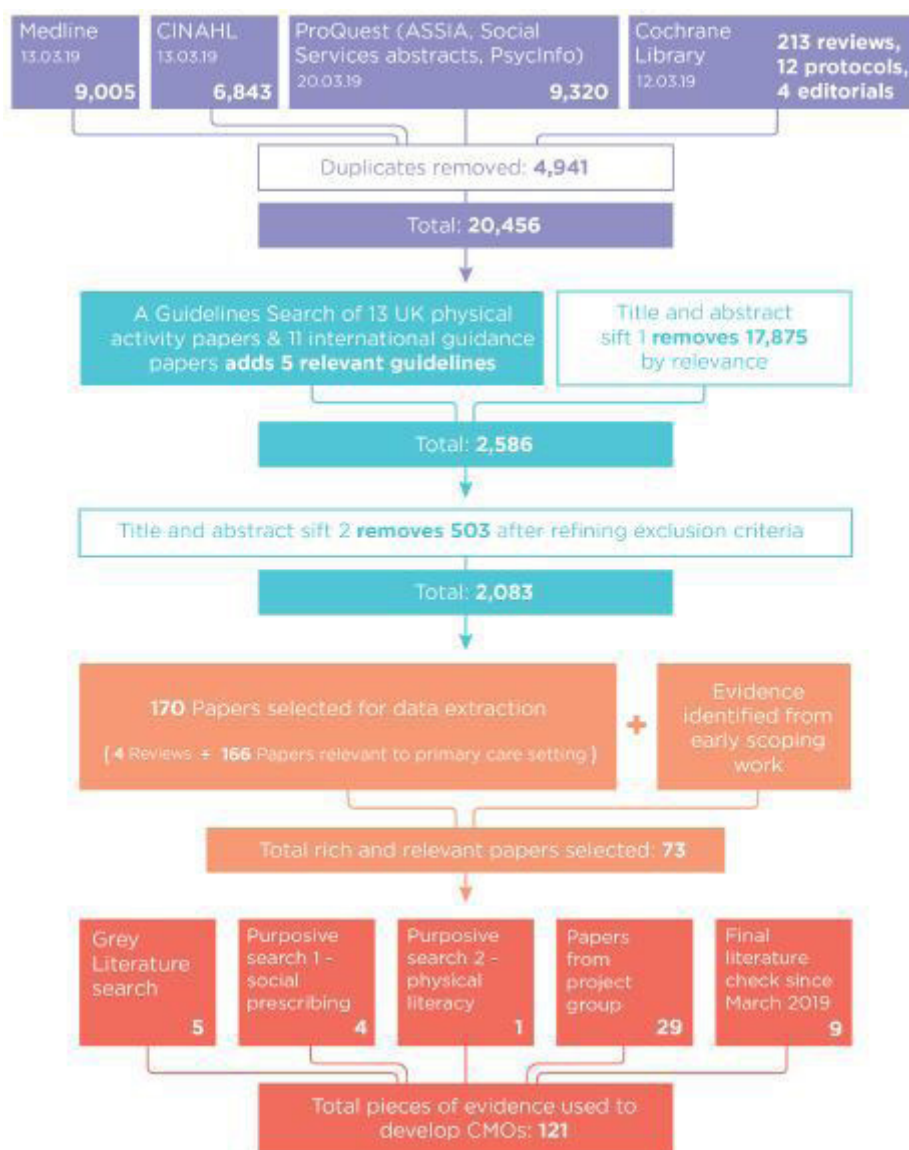 Medline
13.03.19
9,005
CINAHL
13.03.19
6,843
ProQuest (ASSIA, Social
Services abstracts, PsycInfo)
20.03.19
9,320
Cochrane
Library
12.03.19
213 reviews,
12 protocols,
4 editorials
Duplicates removed: 4,941
Total: 20,456
A Guidelines Search of 13 UK physical
activity papers & 11 international guidance
papers adds 5 relevant guidelines
Title and abstract
sift 1 removes 17,875
by relevance
Total: 2,586
Title and abstract sift 2 removes 503 after refining exclusion criteria
Total: 2,083
170 Papers selected for data extraction
( 4 Reviews + 166 Papers relevant to primary care setting )
+
Evidence
identified from
early scoping
work
Total rich and relevant papers selected: 73
Grey
Literature
search
5
Purposive
search 1 –
social
prescribing
4
Purposive
search 2 –
physical
literacy
1
Papers
from
project
group
29
Final
literature
check since
March 2019
9
Total pieces of evidence used to
develop CMOs: 121